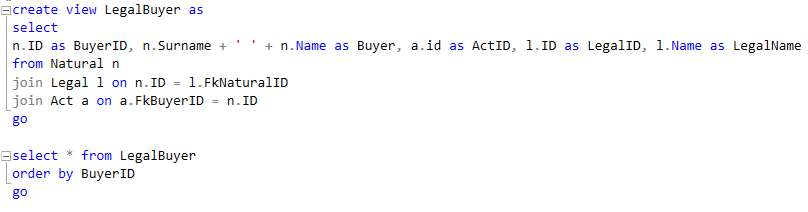 create view LegalBuyer as
select
n.ID as BuyerID, n.Surname + ' ' + n.Name as Buyer, a.id as ActID, l.ID as LegalID, l.Name as LegalName
from Natural n
join Legal l on n.ID = l.FkNaturalID
join Act a on a.FkBuyerID = n.ID
go
select * from LegalBuyer
order by BuyerID
go